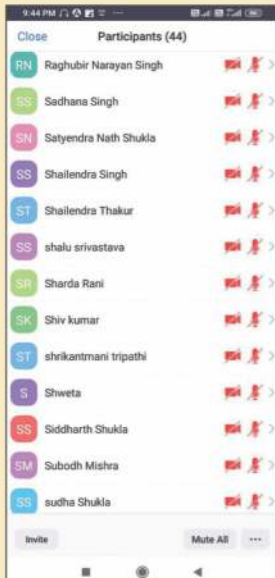 9:44 PM
Close Participants (44)
RN Raghubir Narayan Singh
SS Sadhana Singh
SN Satyendra Nath Shukla
SS Shailendra Singh
ST Shailendra Thakur
SS shalu srivastava
SR Sharda Rani
SK Shiv kumar
ST shrikantmani tripathi
S Shweta
SS Siddharth Shukla
SM Subodh Mishra
SS sudha Shukla
Invite Mute All ...